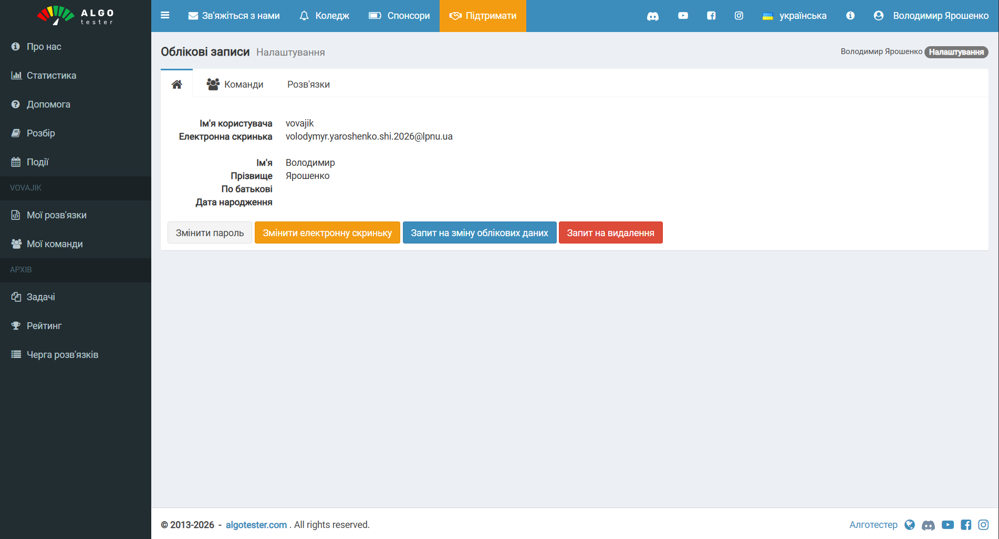 ALGO
tester
Зв'яжіться з нами
Коледж
Спонсори
Підтримати
українська
Володимир Ярошенко
Про нас
Статистика
Допомога
Розбір
Події
VOVAJIK
Мої розв'язки
Мої команди
АРХІВ
Задачі
Рейтинг
Черга розв'язків
Облікові записи Налаштування
Володимир Ярошенко Налаштування
Команди
Розв'язки
Ім'я користувача vovajik
Електронна скринька volodymyr.yaroshenko.shi.2026@lpnu.ua
Ім'я Володимир
Прізвище Ярошенко
По батькові
Дата народження
Змінити пароль
Змінити електронну скриньку
Запит на зміну облікових даних
Запит на видалення
© 2013-2026 - algotester.com . All rights reserved.
Алготестер